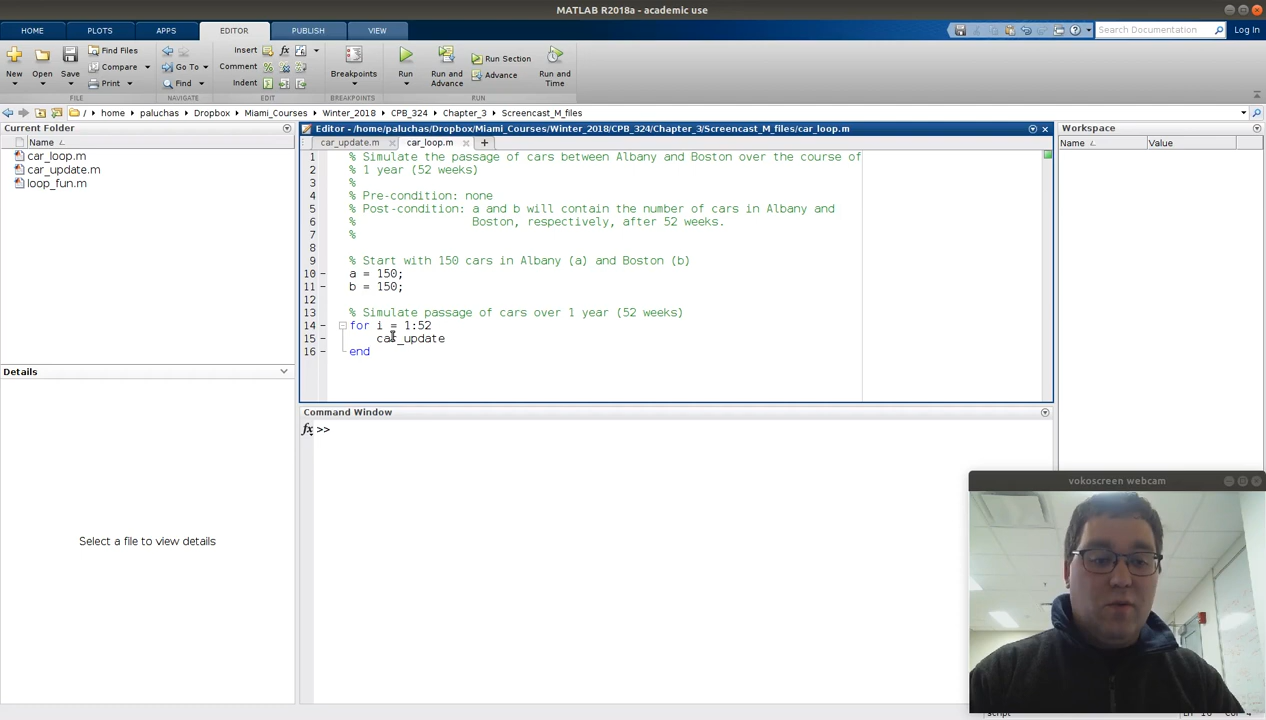 MATLAB R2018a - academic use
HOME PLOTS APPS EDITOR PUBLISH VIEW Search Documentation Log In
New Open Save Find Files Compare Print Go To Find Insert Comment Indent Breakpoints Run Run and Advance Run Section Advance Run and Time
FILE NAVIGATE EDIT BREAKPOINTS RUN
/ home paluchas Dropbox Miami_Courses Winter_2018 CPB_324 Chapter_3 Screencast_M_files
Current Folder
Name
car_loop.m
car_update.m
loop_fun.m
Details
Select a file to view details
Editor - /home/paluchas/Dropbox/Miami_Courses/Winter_2018/CPB_324/Chapter_3/Screencast_M_files/car_loop.m
car_update.m car_loop.m
1 % Simulate the passage of cars between Albany and Boston over the course of
2 % 1 year (52 weeks)
3 %
4 % Pre-condition: none
5 % Post-condition: a and b will contain the number of cars in Albany and
6 % Boston, respectively, after 52 weeks.
7 %
8
9 % Start with 150 cars in Albany (a) and Boston (b)
10 a = 150;
11 b = 150;
12
13 % Simulate passage of cars over 1 year (52 weeks)
14 for i = 1:52
15 car_update
16 end
Command Window
fx >>
Workspace
Name Value
vokoscreen webcam